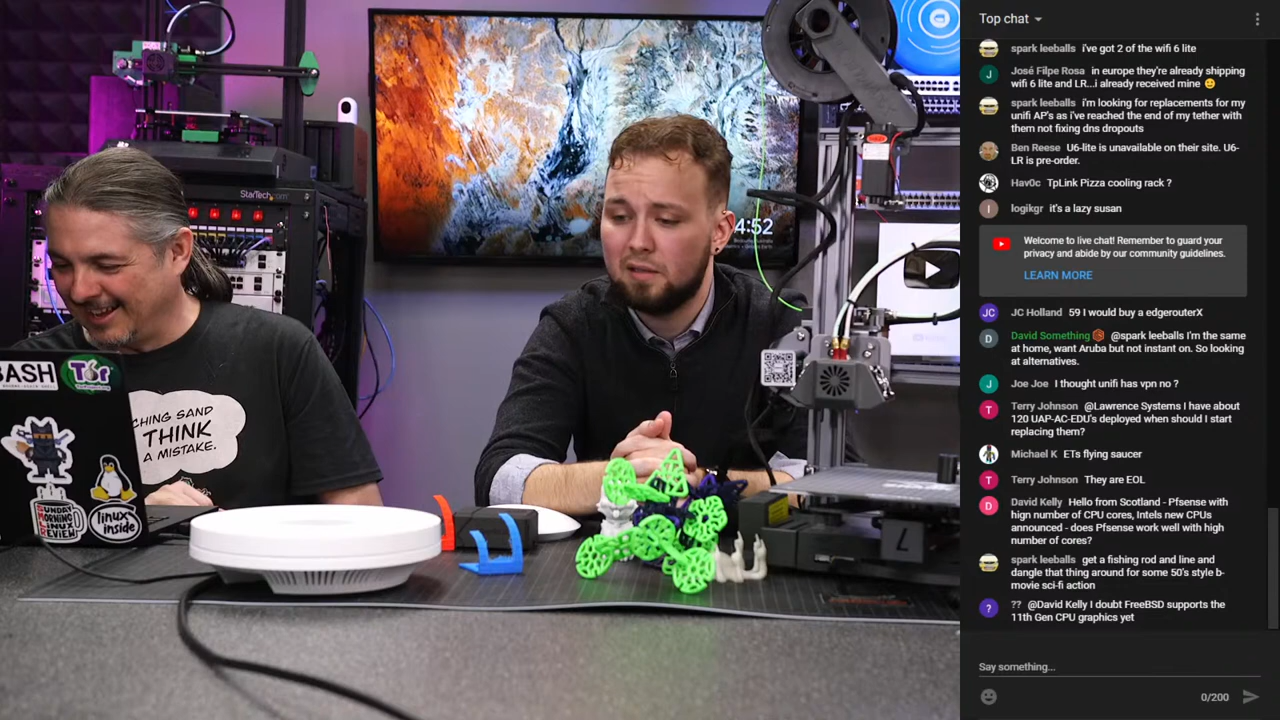 Top chat
spark leeballs i've got 2 of the wifi 6 lite
José Filpe Rosa in europe they're already shipping
wifi 6 lite and LR...i already received mine
spark leeballs i'm looking for replacements for my
unifi AP's as i've reached the end of my tether with
them not fixing dns dropouts
Ben Reese U6-lite is unavailable on their site. U6-
LR is pre-order.
Hav0c TpLink Pizza cooling rack ?
logikgr it's a lazy susan
Welcome to live chat! Remember to guard your
privacy and abide by our community guidelines.
LEARN MORE
JC Holland 59 I would buy a edgerouterX
David Something @spark leeballs I'm the same
at home, want Aruba but not instant on. So looking
at alternatives.
Joe Joe I thought unifi has vpn no ?
Terry Johnson @Lawrence Systems I have about
120 UAP-AC-EDU's deployed when should I start
replacing them?
Michael K ETs flying saucer
Terry Johnson They are EOL
David Kelly Hello from Scotland - Pfsense with
hign number of CPU cores, Intels new CPUs
announced - does Pfsense work well with high
number of cores?
spark leeballs get a fishing rod and line and
dangle that thing around for some 50's style b-
movie sci-fi action
?? @David Kelly I doubt FreeBSD supports the
11th Gen CPU graphics yet
Say something...
0/200
J
I
JC
D
J
T
T
D
?
StarTech.com
4:52
BASH
Tor
CHING SAND
THINK
A MISTAKE.
SUNDAY
MORNING
LINUX
REVIEW
linux
inside
L